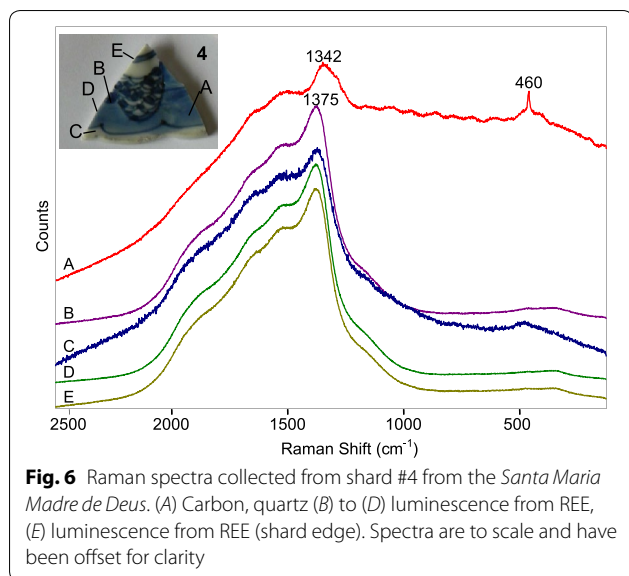 E
4
B
A
D
C
1342
1375
460
Counts
A
B
C
D
E
2500 2000 1500 1000 500
Raman Shift (cm-1)
Fig. 6 Raman spectra collected from shard #4 from the Santa Maria
Madre de Deus. (A) Carbon, quartz (B) to (D) luminescence from REE,
(E) luminescence from REE (shard edge). Spectra are to scale and have
been offset for clarity